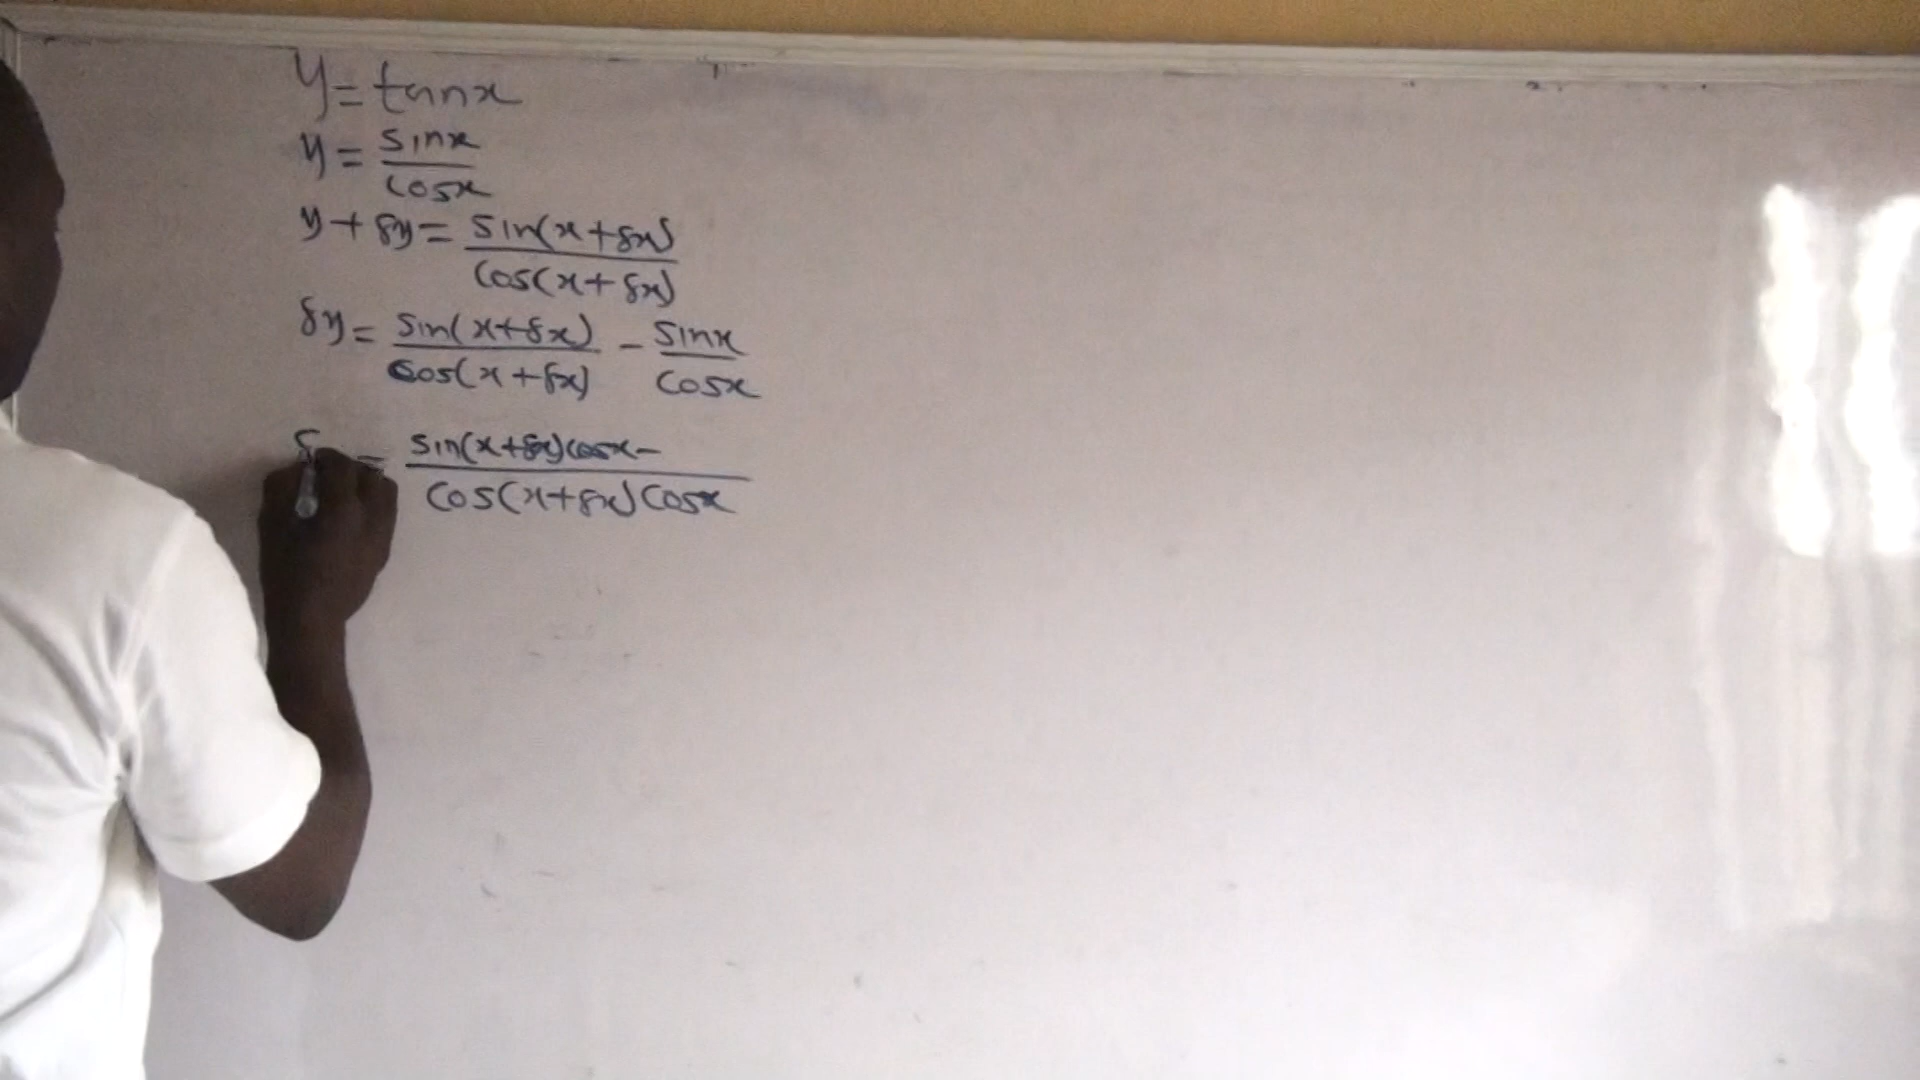 y = tanx
y = sinx/cosx
y + δy = sin(x+δx)/cos(x+δx)
δy = sin(x+δx)/cos(x+δx) - sinx/cosx
δ = sin(x+δx)cosx-/cos(x+δx)cosx